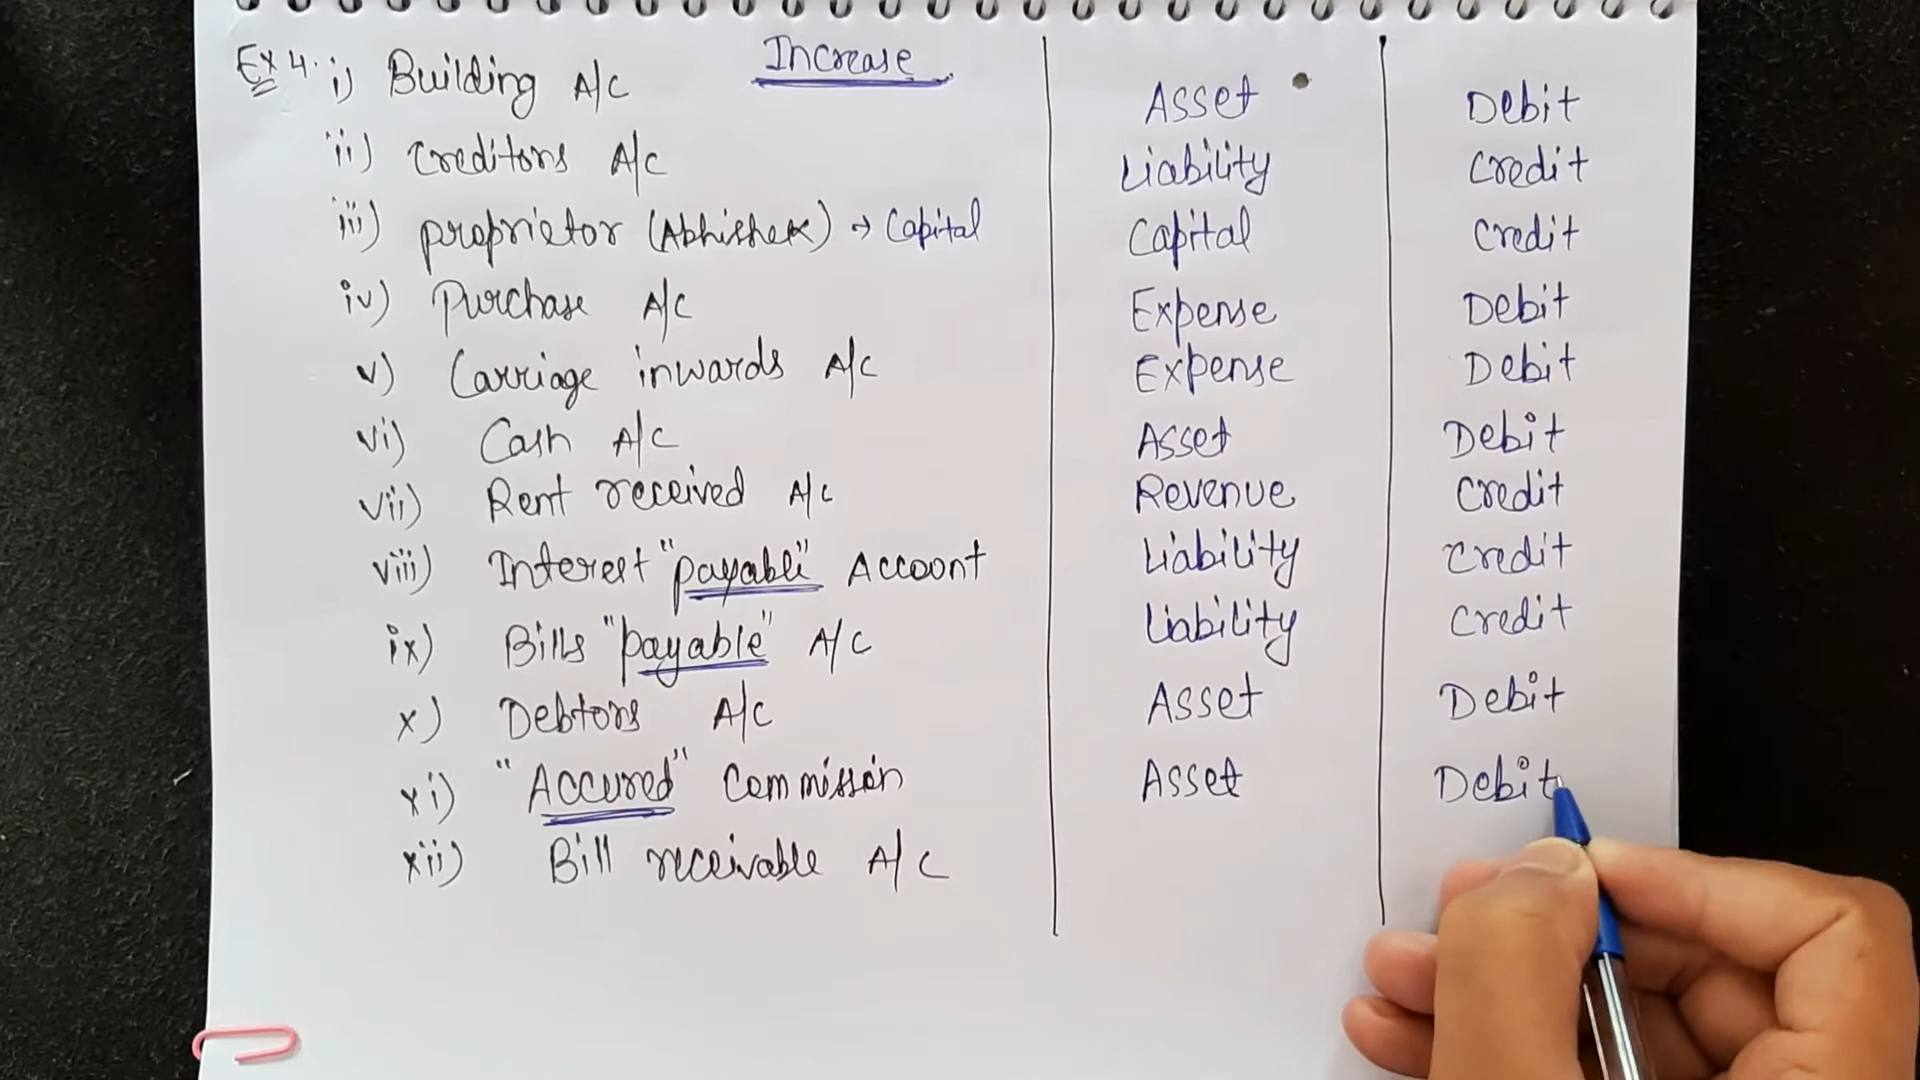 Ex 4. i) Building A/C Increase Asset Debit
ii) Creditors A/C Liability Credit
iii) proprietor (Abhishek) → Capital Capital Credit
iv) Purchase A/C Expense Debit
v) Carriage inwards A/C Expense Debit
vi) Cash A/C Asset Debit
vii) Rent received A/C Revenue Credit
viii) Interest "payable" Account Liability Credit
ix) Bills "payable" A/C Liability Credit
x) Debtors A/C Asset Debit
xi) "Accured" Commission Asset Debit
xii) Bill receivable A/C